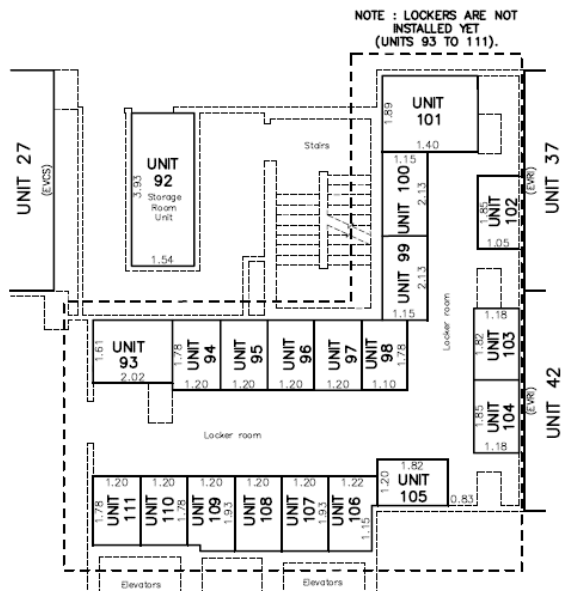 NOTE : LOCKERS ARE NOT
INSTALLED YET
(UNITS 93 TO 111).
UNIT 27
(EVCS)
UNIT
92
Storage
Room
Unit
3.93
1.54
Stairs
UNIT
101
1.89
1.40
UNIT
100
1.15
2.13
UNIT
99
2.13
1.15
UNIT
102
1.85
1.05
UNIT 37
(EVRI)
Locker room
UNIT
103
1.18
1.82
UNIT
104
1.85
1.18
UNIT 42
(EVRI)
UNIT
93
1.61
2.02
UNIT
94
1.78
1.20
UNIT
95
1.20
UNIT
96
1.20
UNIT
97
1.20
UNIT
98
1.78
1.10
Locker room
UNIT
105
1.82
1.20
0.83
UNIT
111
1.20
1.78
UNIT
110
1.20
1.78
UNIT
109
1.20
1.93
UNIT
108
1.20
UNIT
107
1.20
1.93
UNIT
106
1.22
1.15
Elevators
Elevators